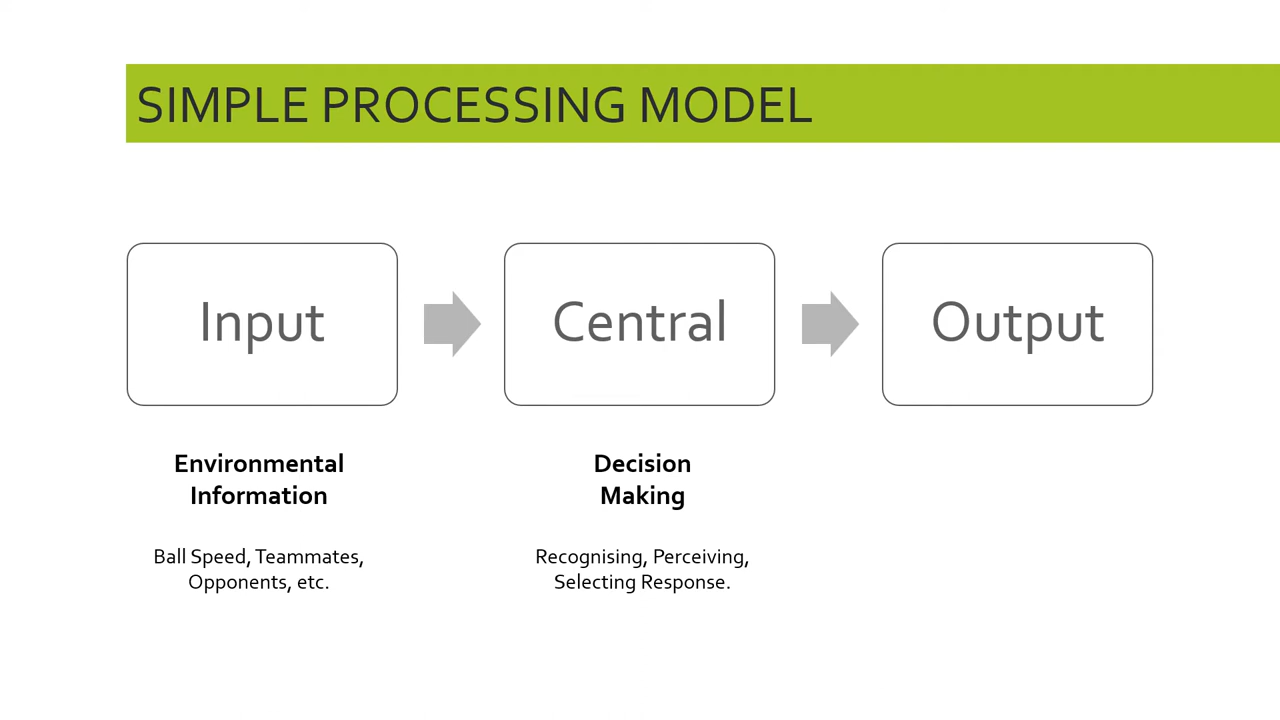 SIMPLE PROCESSING MODEL
Input
Central
Output
Environmental
Information
Ball Speed, Teammates,
Opponents, etc.
Decision
Making
Recognising, Perceiving,
Selecting Response.